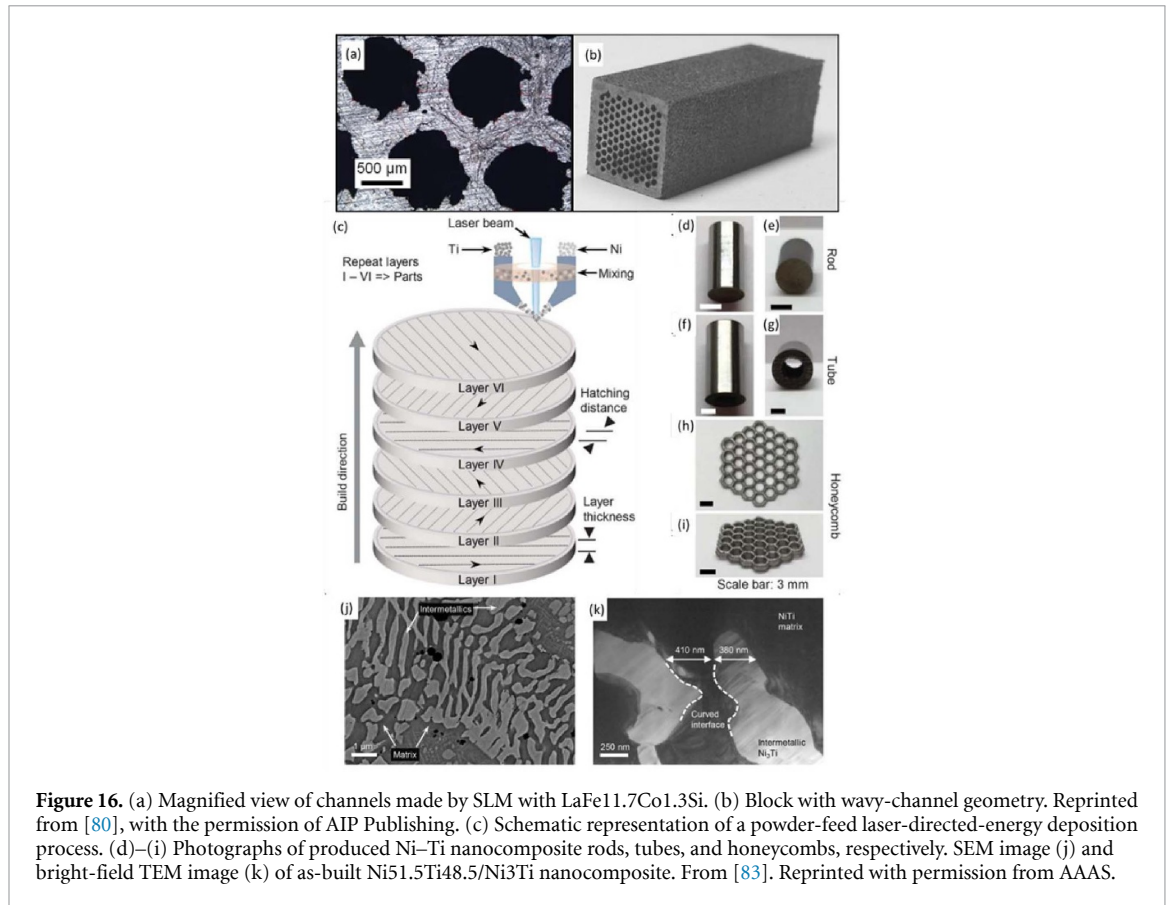 (a)
500 µm
(b)
(c)
Laser beam
Ti
Ni
Repeat layers
I – VI => Parts
Mixing
Build direction
Layer VI
Hatching
distance
Layer V
Layer IV
Layer III
Layer
thickness
Layer II
Layer I
(d)
(e)
Rod
(f)
(g)
Tube
(h)
Honeycomb
(i)
Scale bar: 3 mm
(j)
Intermetallics
Matrix
1 µm
(k)
NiTi
matrix
410 nm
380 nm
Curved
interface
Intermetallic
Ni3Ti
250 nm
Figure 16. (a) Magnified view of channels made by SLM with LaFe11.7Co1.3Si. (b) Block with wavy-channel geometry. Reprinted
from [80], with the permission of AIP Publishing. (c) Schematic representation of a powder-feed laser-directed-energy deposition
process. (d)–(i) Photographs of produced Ni–Ti nanocomposite rods, tubes, and honeycombs, respectively. SEM image (j) and
bright-field TEM image (k) of as-built Ni51.5Ti48.5/Ni3Ti nanocomposite. From [83]. Reprinted with permission from AAAS.